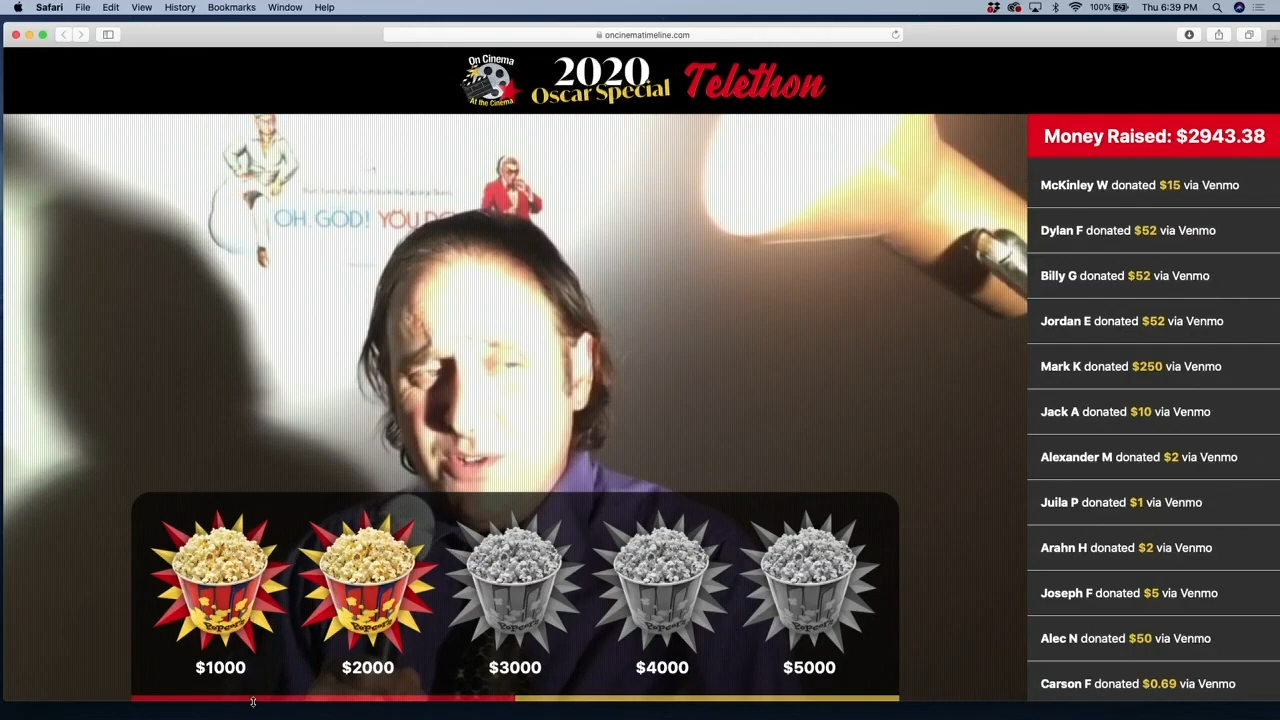 Safari File Edit View History Bookmarks Window Help 100% Thu 6:39 PM
oncinematimeline.com
On Cinema
At the Cinema
2020
Oscar Special
Telethon
OH, GOD! YOU
Money Raised: $2943.38
McKinley W donated $15 via Venmo
Dylan F donated $52 via Venmo
Billy G donated $52 via Venmo
Jordan E donated $52 via Venmo
Mark K donated $250 via Venmo
Jack A donated $10 via Venmo
Alexander M donated $2 via Venmo
Juila P donated $1 via Venmo
Arahn H donated $2 via Venmo
Joseph F donated $5 via Venmo
Alec N donated $50 via Venmo
Carson F donated $0.69 via Venmo
Popcorn Popcorn Popcorn Popcorn Popcorn
$1000 $2000 $3000 $4000 $5000